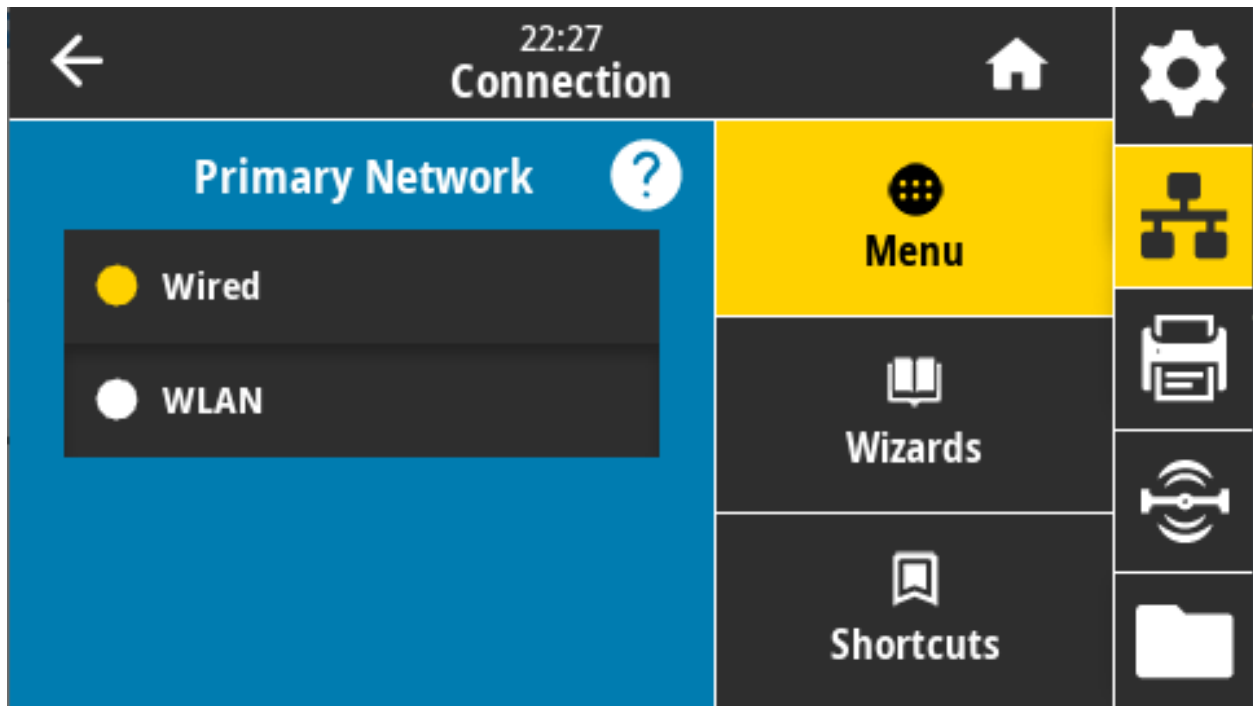 22:27
Connection
Primary Network
?
Wired
WLAN
Menu
Wizards
Shortcuts